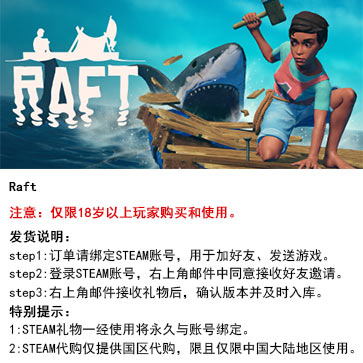 RAFT
Raft
注意：仅限18岁以上玩家购买和使用。
发货说明：
step1:订单请绑定STEAM账号，用于加好友、发送游戏。
step2:登录STEAM账号，右上角邮件中同意接收好友邀请。
step3:右上角邮件接收礼物后，确认版本并及时入库。
特别提示：
1:STEAM礼物一经使用将永久与账号绑定。
2:STEAM代购仅提供国区代购，限且仅限中国大陆地区使用。